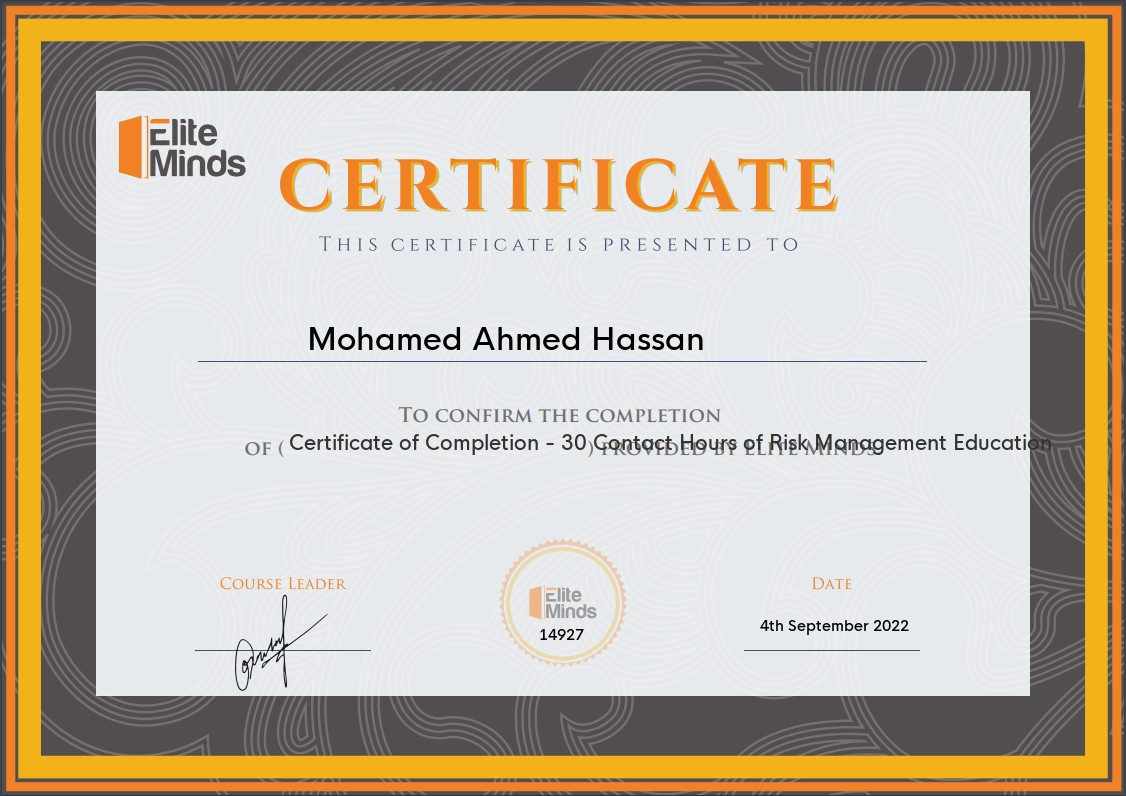 Elite
Minds
CERTIFICATE
THIS CERTIFICATE IS PRESENTED TO
Mohamed Ahmed Hassan
TO CONFIRM THE COMPLETION
OF ( Certificate of Completion - 30 Contact Hours of Risk Management Education
) PROVIDED BY ELITE MINDS
COURSE LEADER
DATE
Elite
Minds
14927
4th September 2022